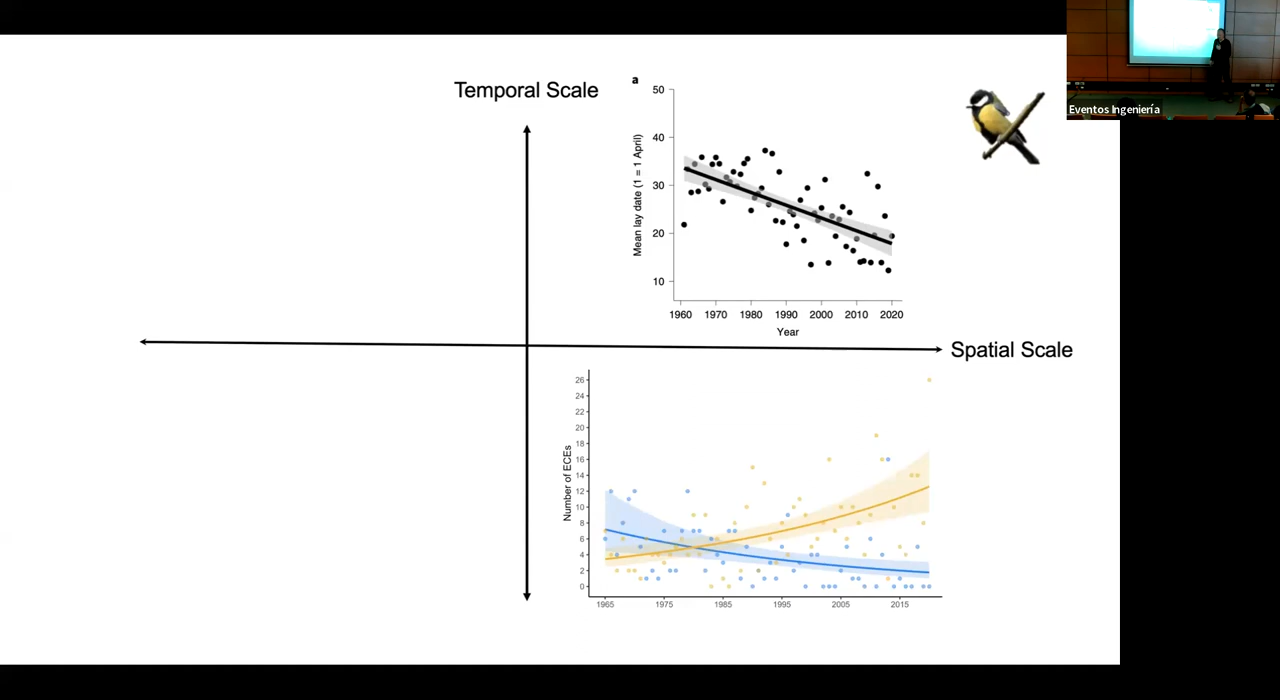 Temporal Scale
a
50
40
30
20
10
Mean lay date (1 = 1 April)
1960 1970 1980 1990 2000 2010 2020
Year
Eventos Ingeniería
Spatial Scale
26
24
22
20
18
16
14
12
10
8
6
4
2
0
Number of ECEs
1965 1975 1985 1995 2005 2015